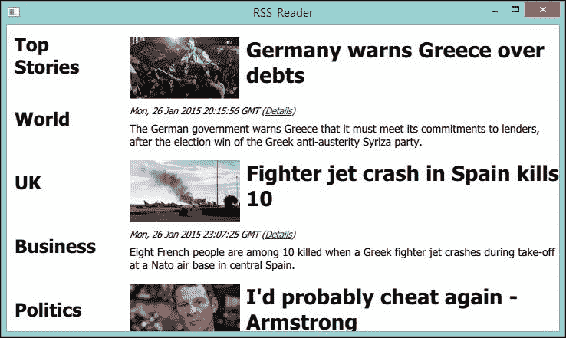 RSS Reader
Top
Stories
World
UK
Business
Politics
Germany warns Greece over
debts
Mon, 26 Jan 2015 20:15:56 GMT (Details)
The German government warns Greece that it must meet its commitments to lenders,
after the election win of the Greek anti-austerity Syriza party.
Fighter jet crash in Spain kills
10
Mon, 26 Jan 2015 23:07:25 GMT (Details)
Eight French people are among 10 killed when a Greek fighter jet crashes during take-off
at a Nato air base in central Spain.
I'd probably cheat again -
Armstrong